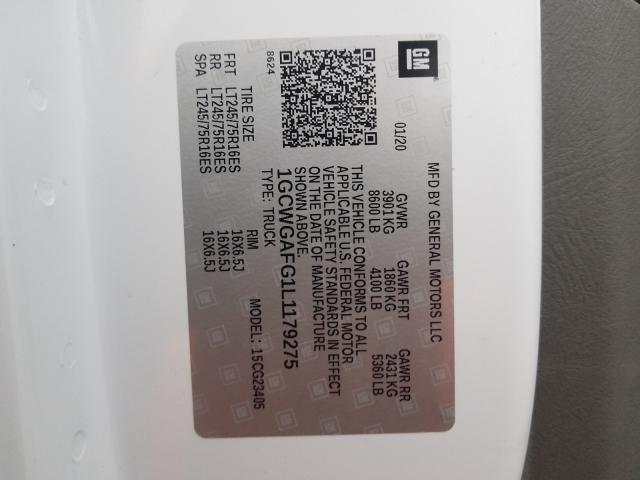 GM
MFD BY GENERAL MOTORS LLC
01/20 GVWR GAWR FRT GAWR RR
3901 KG 1860 KG 2431 KG
8600 LB 4100 LB 5360 LB
THIS VEHICLE CONFORMS TO ALL
APPLICABLE U.S. FEDERAL MOTOR
VEHICLE SAFETY STANDARDS IN EFFECT
ON THE DATE OF MANUFACTURE
SHOWN ABOVE.
1GCWGAFG1L1179275
TYPE: TRUCK MODEL: 15CG23405
8624
TIRE SIZE RIM
FRT LT245/75R16ES 16X6.5J
RR LT245/75R16ES 16X6.5J
SPA LT245/75R16ES 16X6.5J